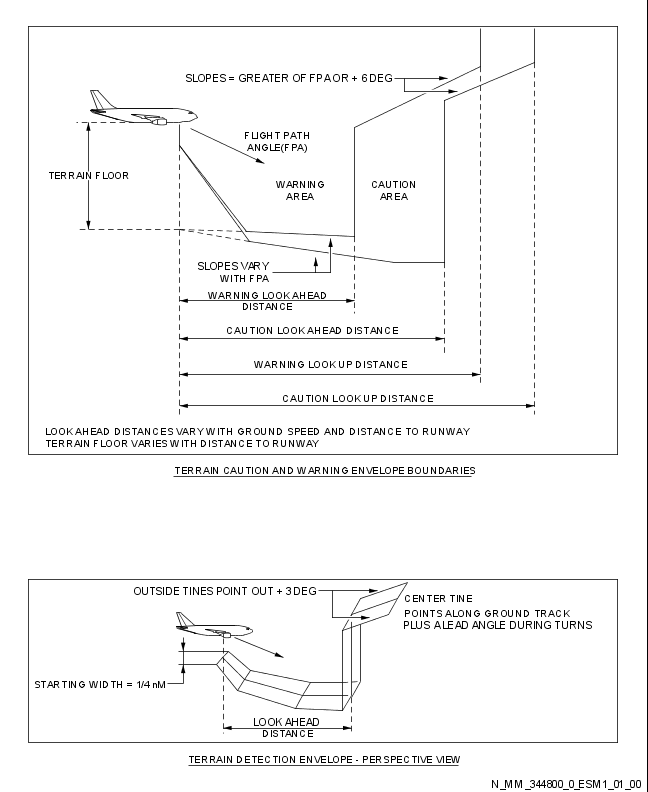 SLOPES = GREATER OF FPA OR + 6 DEG
FLIGHT PATH
ANGLE(FPA)
TERRAIN FLOOR
WARNING
AREA
CAUTION
AREA
SLOPES VARY
WITH FPA
WARNING LOOK AHEAD
DISTANCE
CAUTION LOOK AHEAD DISTANCE
WARNING LOOK UP DISTANCE
CAUTION LOOK UP DISTANCE
LOOK AHEAD DISTANCES VARY WITH GROUND SPEED AND DISTANCE TO RUNWAY
TERRAIN FLOOR VARIES WITH DISTANCE TO RUNWAY
TERRAIN CAUTION AND WARNING ENVELOPE BOUNDARIES
OUTSIDE TINES POINT OUT + 3 DEG
CENTER TINE
POINTS ALONG GROUND TRACK
PLUS A LEAD ANGLE DURING TURNS
STARTING WIDTH = 1/4 nM
LOOK AHEAD
DISTANCE
TERRAIN DETECTION ENVELOPE - PERSPECTIVE VIEW
N_MM_344800_0_ESM1_01_00